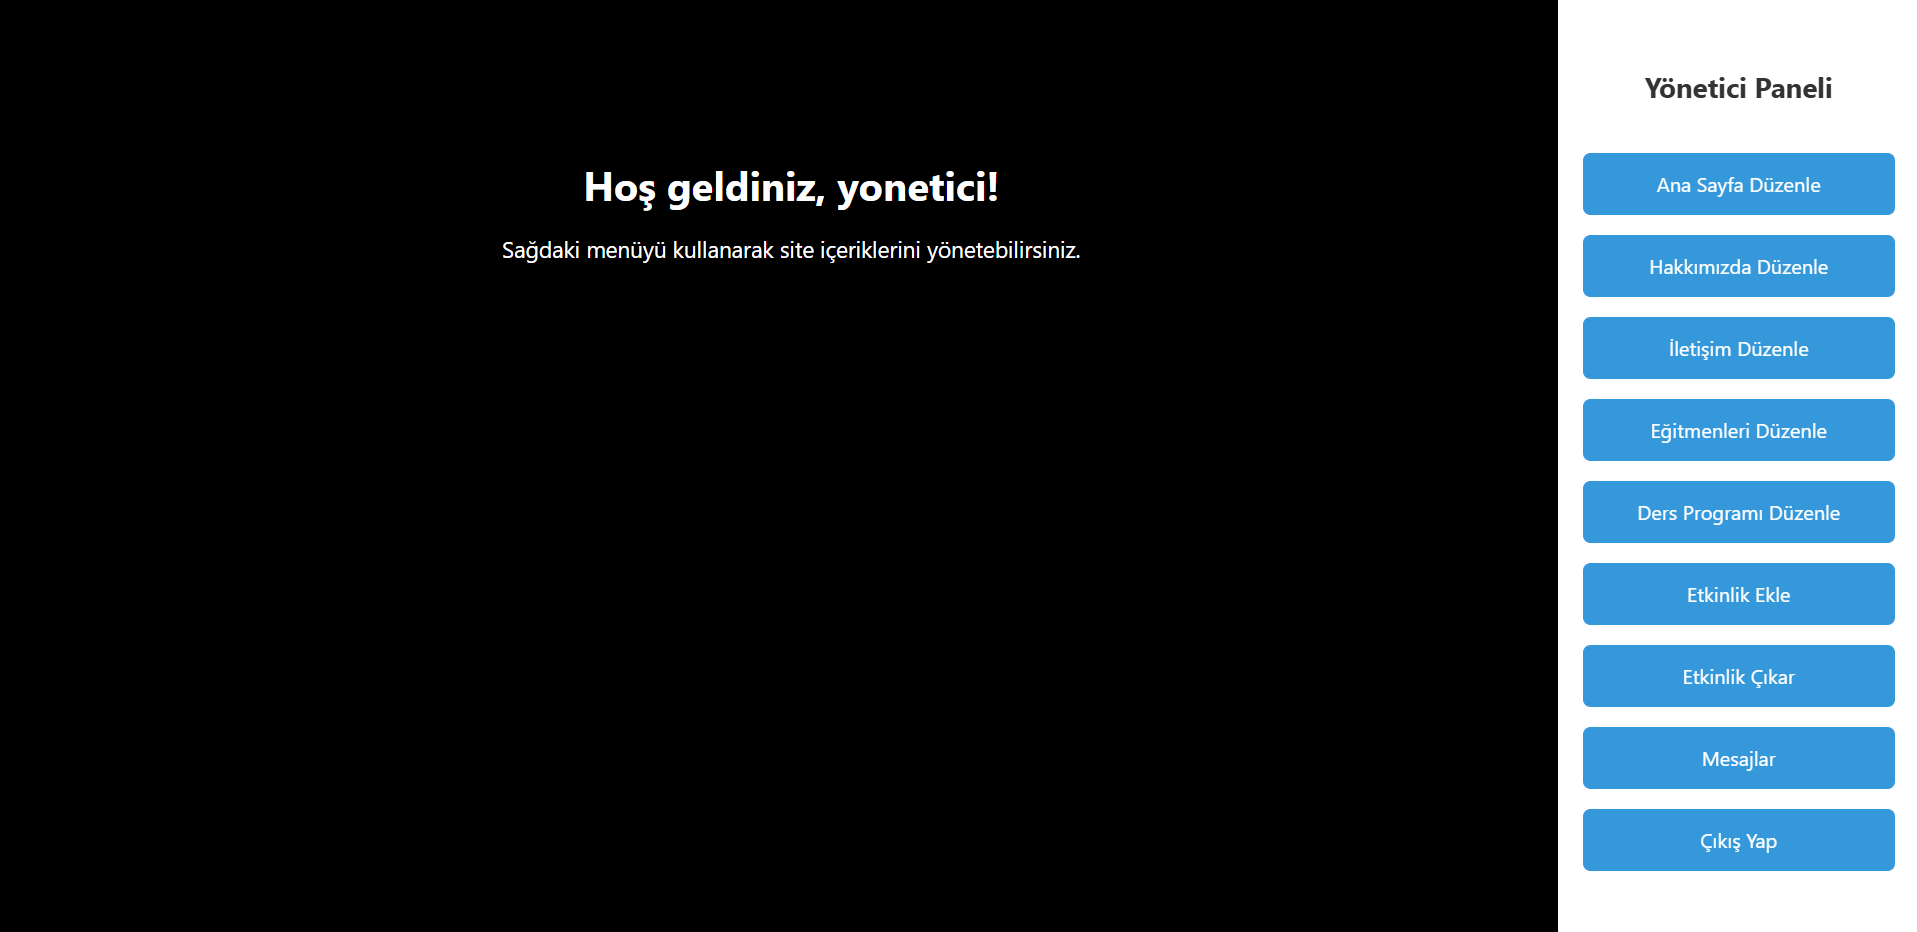 Hoş geldiniz, yonetici!
Sağdaki menüyü kullanarak site içeriklerini yönetebilirsiniz.
Yönetici Paneli
Ana Sayfa Düzenle
Hakkımızda Düzenle
İletişim Düzenle
Eğitmenleri Düzenle
Ders Programı Düzenle
Etkinlik Ekle
Etkinlik Çıkar
Mesajlar
Çıkış Yap